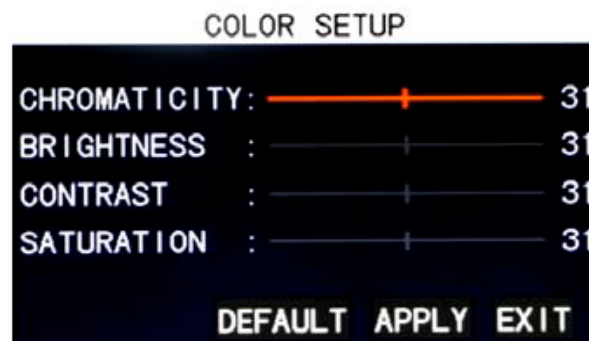 COLOR SETUP
CHROMATICITY: 31
BRIGHTNESS : 31
CONTRAST : 31
SATURATION : 31
DEFAULT APPLY EXIT